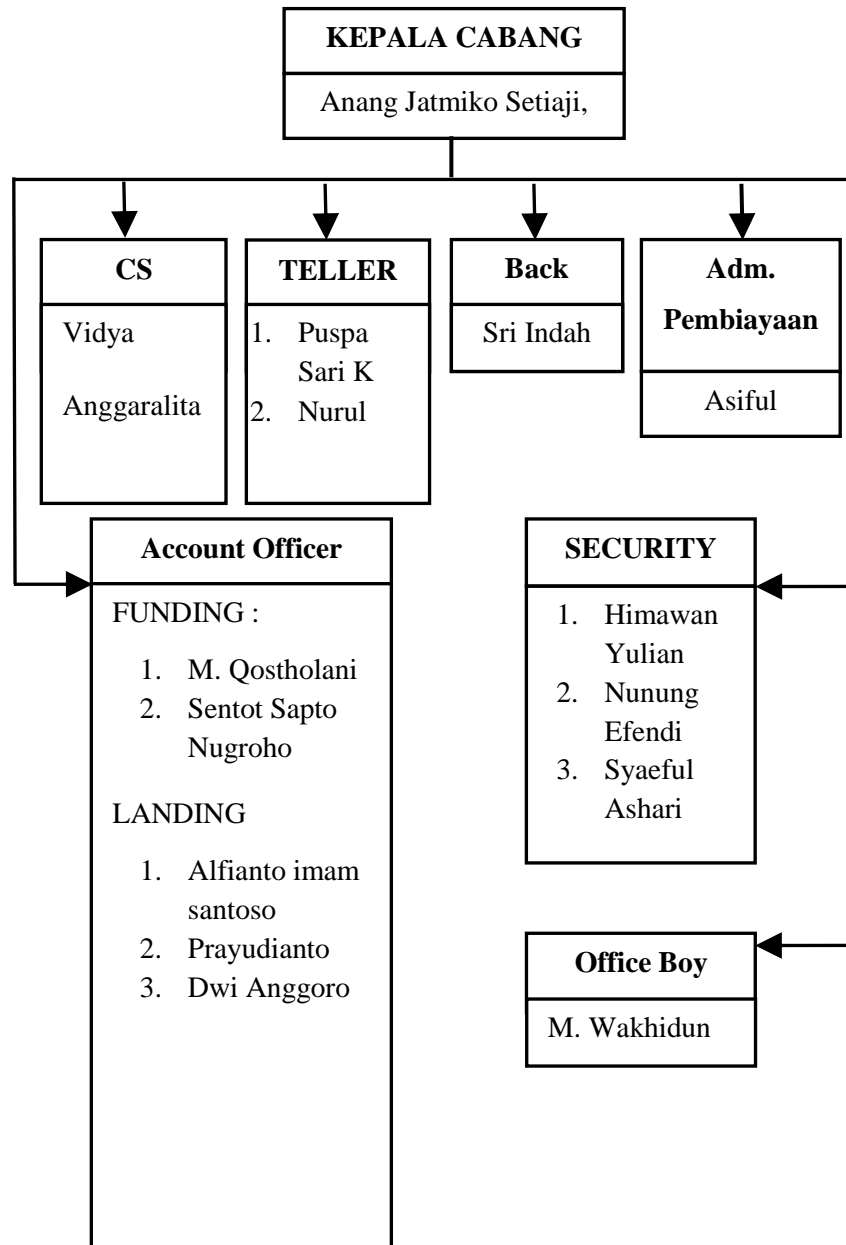 KEPALA CABANG
Anang Jatmiko Setiaji,
CS
Vidya
Anggaralita
TELLER
1. Puspa
Sari K
2. Nurul
Back
Sri Indah
Adm.
Pembiayaan
Asiful
Account Officer
FUNDING :
1. M. Qostholani
2. Sentot Sapto
Nugroho
LANDING
1. Alfianto imam
santoso
2. Prayudianto
3. Dwi Anggoro
SECURITY
1. Himawan
Yulian
2. Nunung
Efendi
3. Syaeful
Ashari
Office Boy
M. Wakhidun